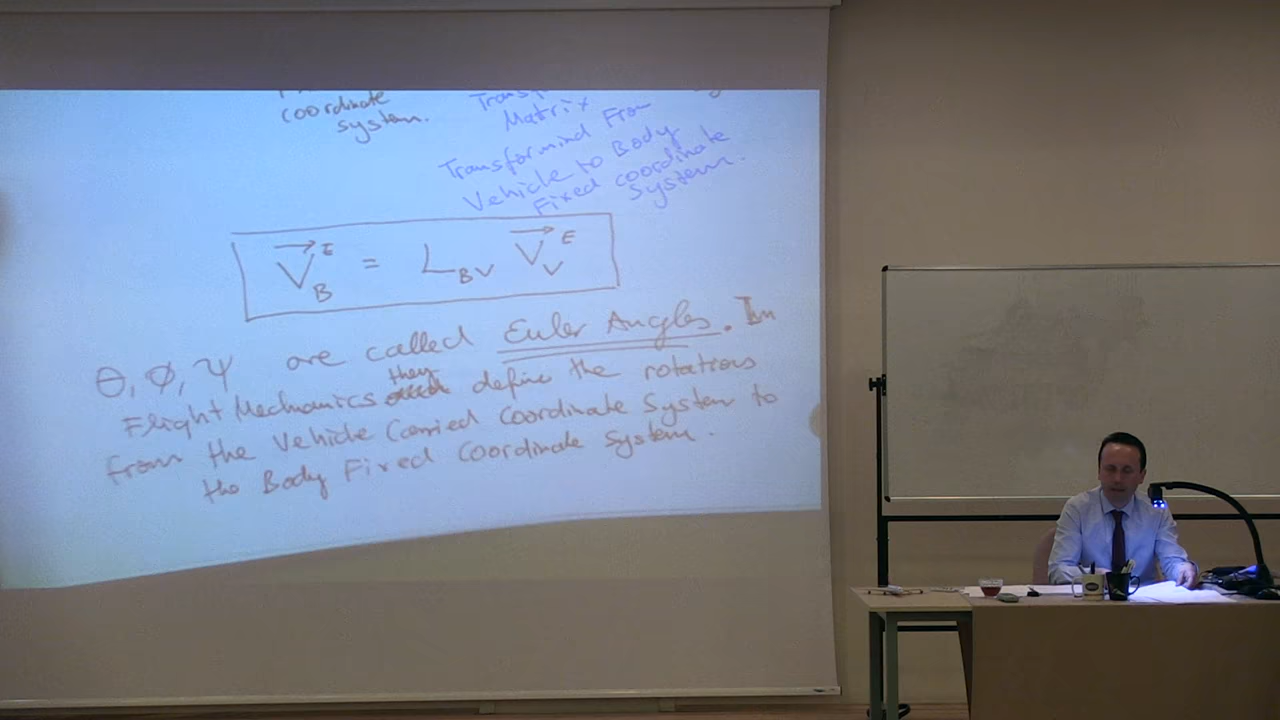 coordinate
system.
Matrix
Transformind From
Vehicle to Body
Fixed coordinate
System.
V_B^E = L_BV V_V^E
θ, φ, ψ are called Euler Angles. In
Flight Mechanics they define the rotations
from the Vehicle Carried Coordinate System to
the Body Fixed Coordinate System.